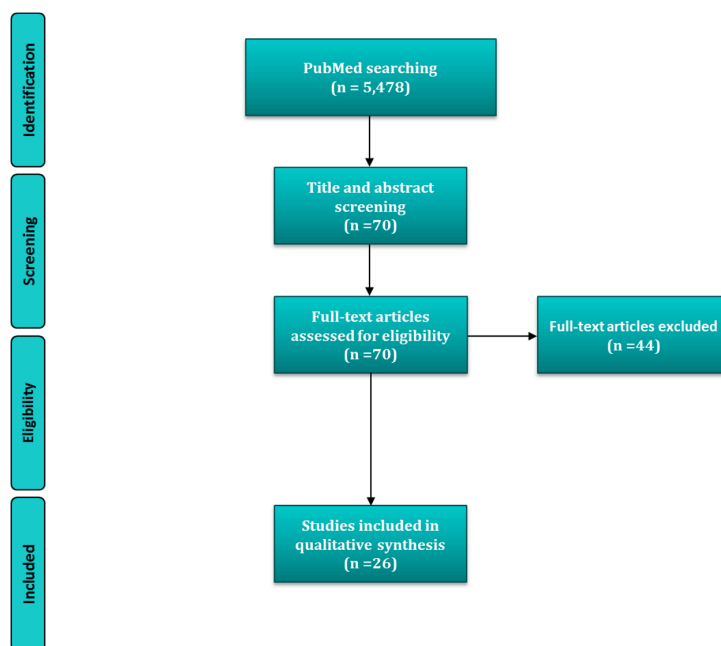 Identification
PubMed searching
(n = 5,478)
Screening
Title and abstract
screening
(n =70)
Full-text articles
assessed for eligibility
(n =70)
Full-text articles excluded
(n =44)
Eligibility
Included
Studies included in
qualitative synthesis
(n =26)